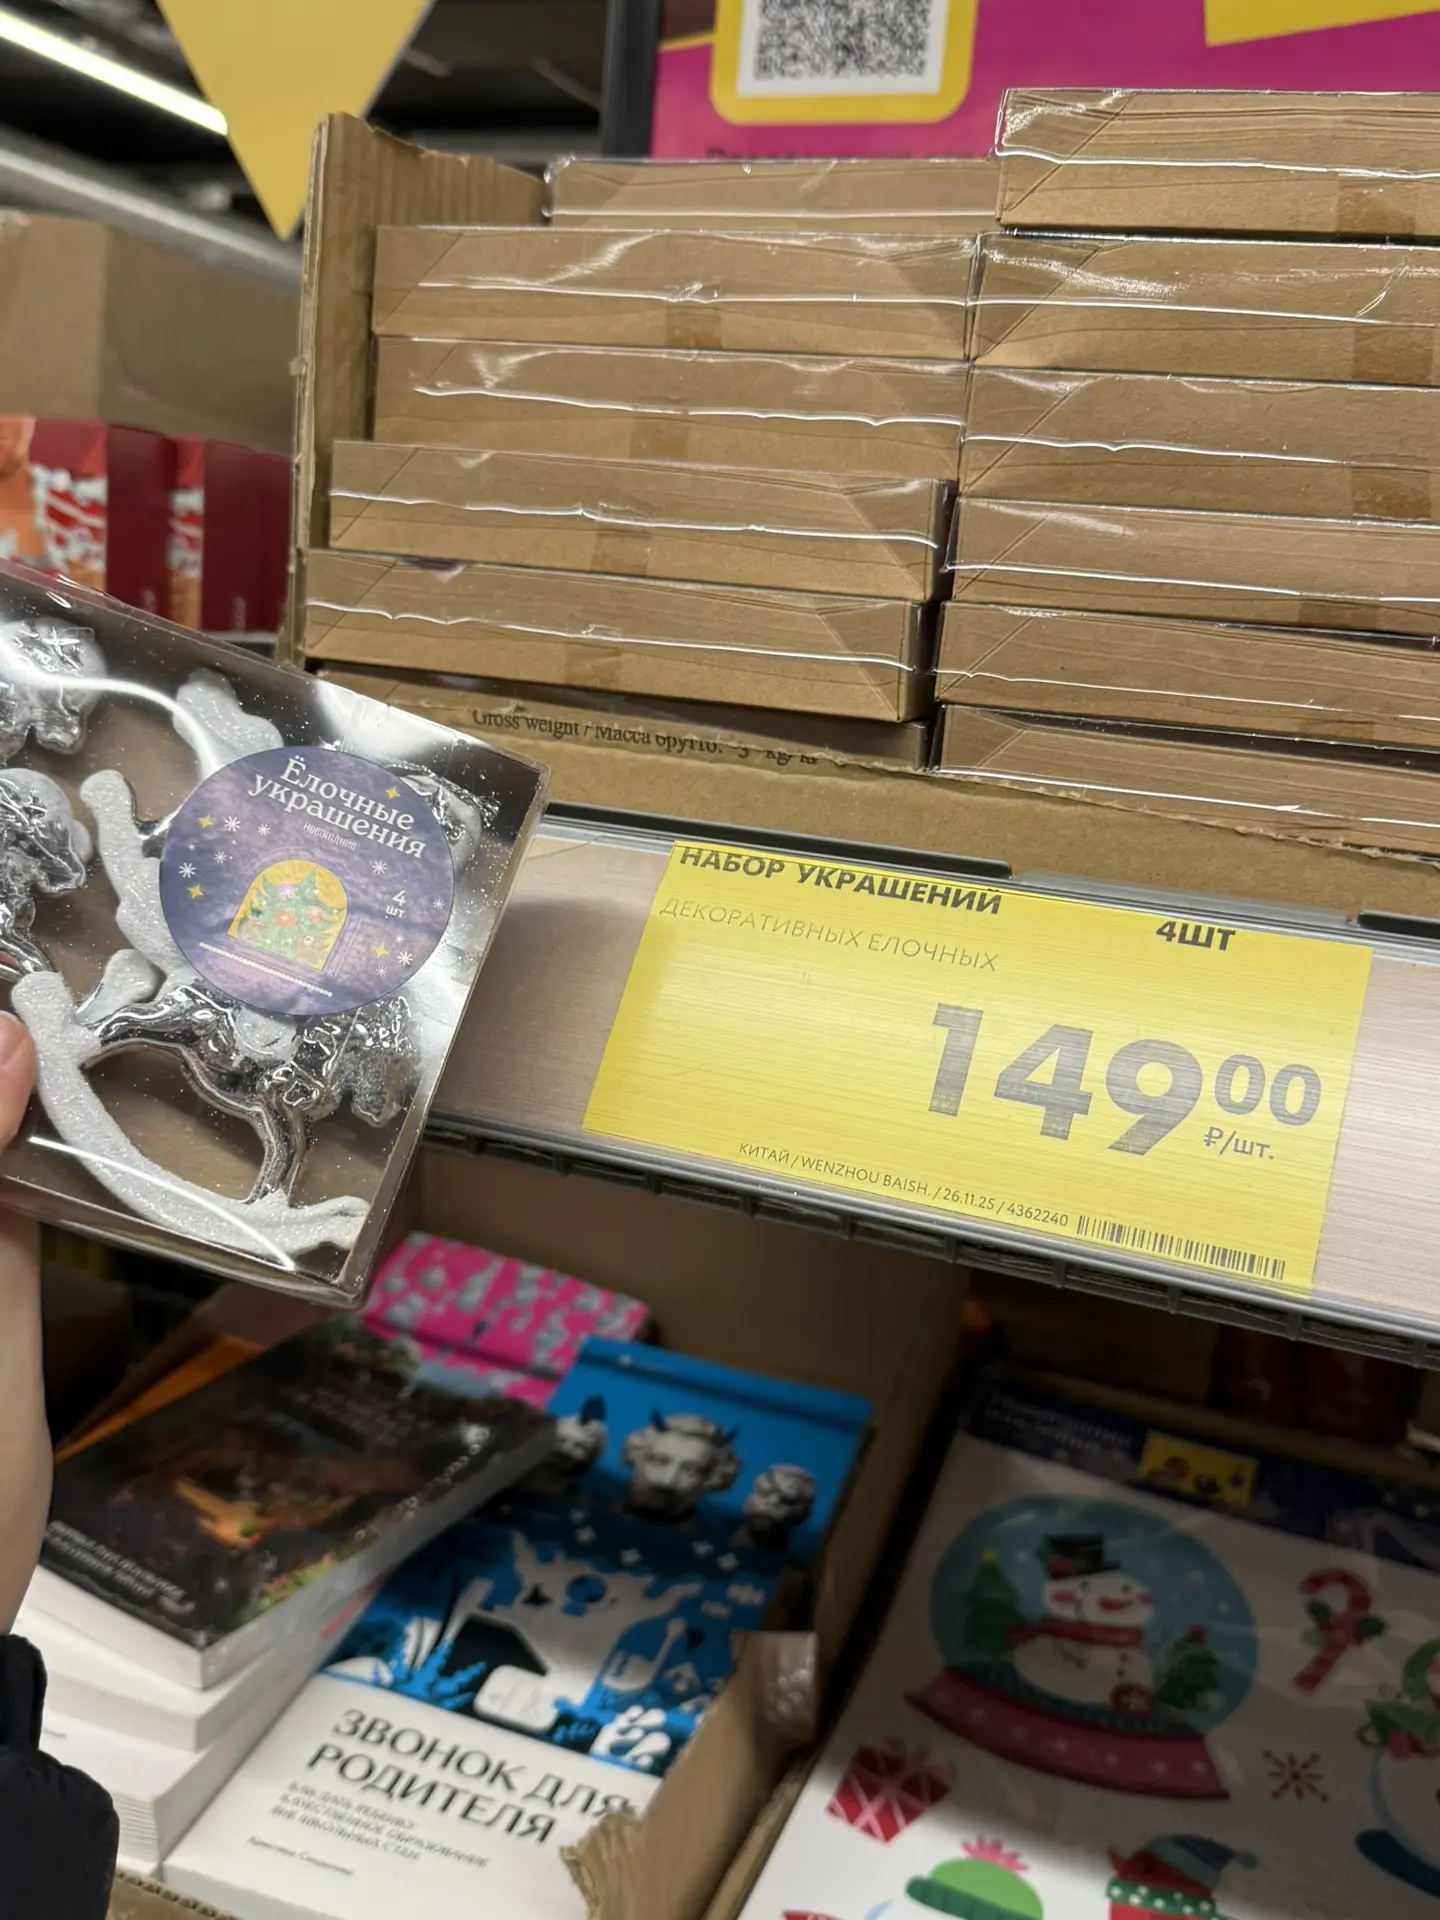 Gross weight / Масса брутто:
Ёлочные
украшения
новогодние
4
шт
НАБОР УКРАШЕНИЙ
ДЕКОРАТИВНЫХ ЕЛОЧНЫХ
4ШТ
149 00
₽/шт.
КИТАЙ / WENZHOU BAISH. / 26.11.25 / 4362240
ЗВОНОК ДЛЯ
РОДИТЕЛЯ